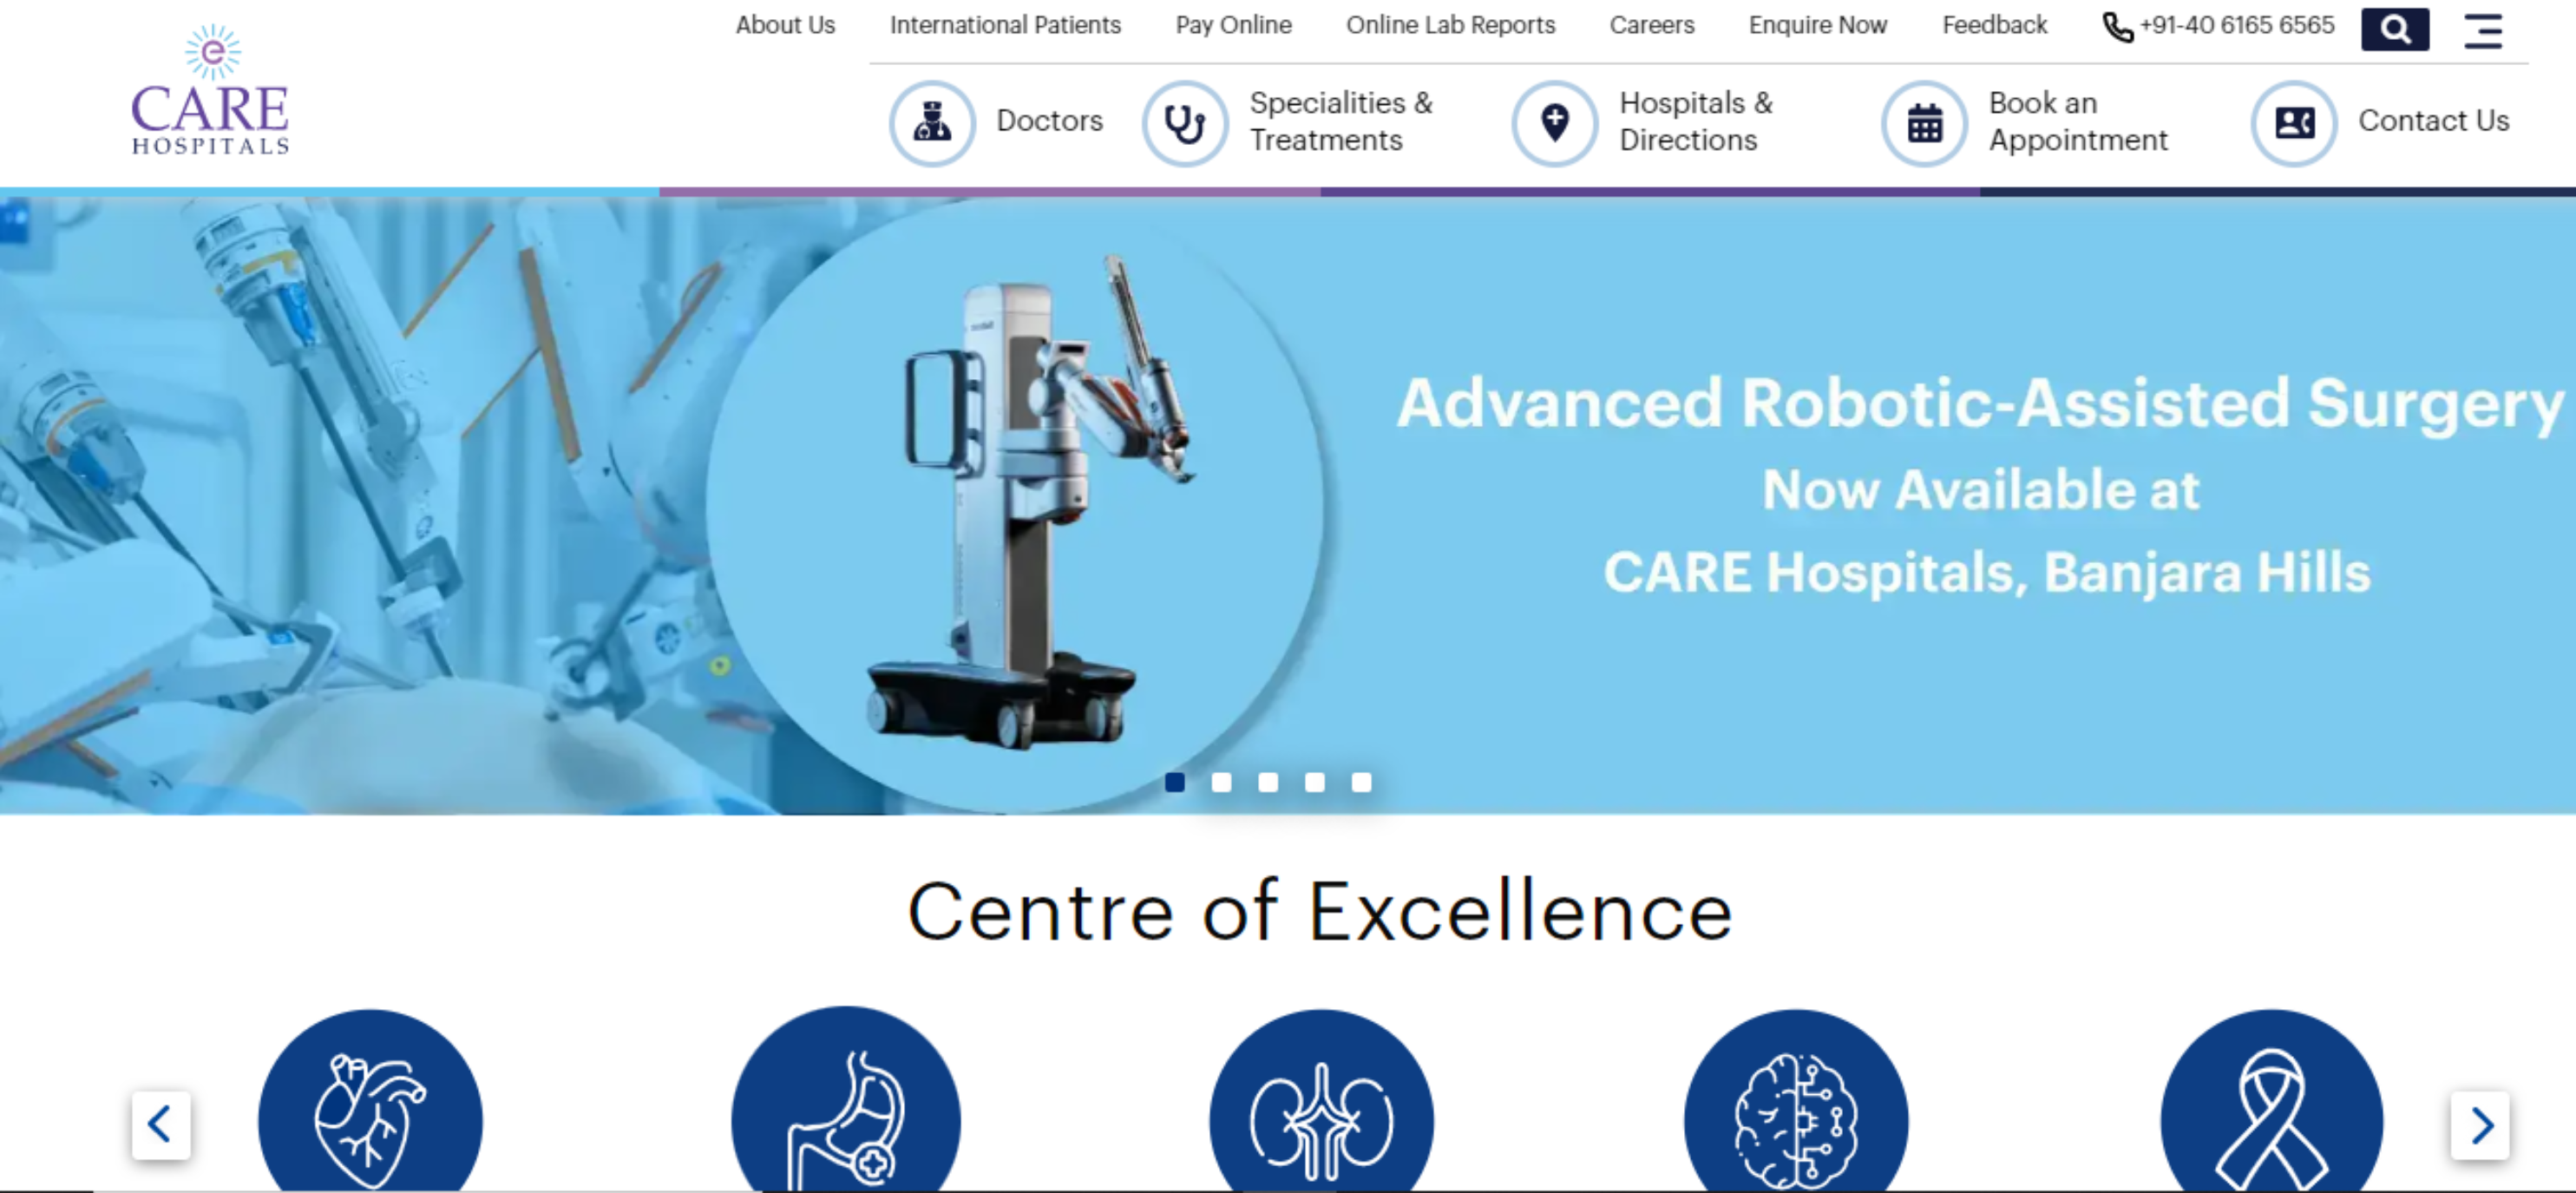 e
CARE
HOSPITALS
About Us
International Patients
Pay Online
Online Lab Reports
Careers
Enquire Now
Feedback
+91-40 6165 6565
Doctors
Specialities &
Treatments
Hospitals &
Directions
Book an
Appointment
Contact Us
Advanced Robotic-Assisted Surgery
Now Available at
CARE Hospitals, Banjara Hills
Centre of Excellence